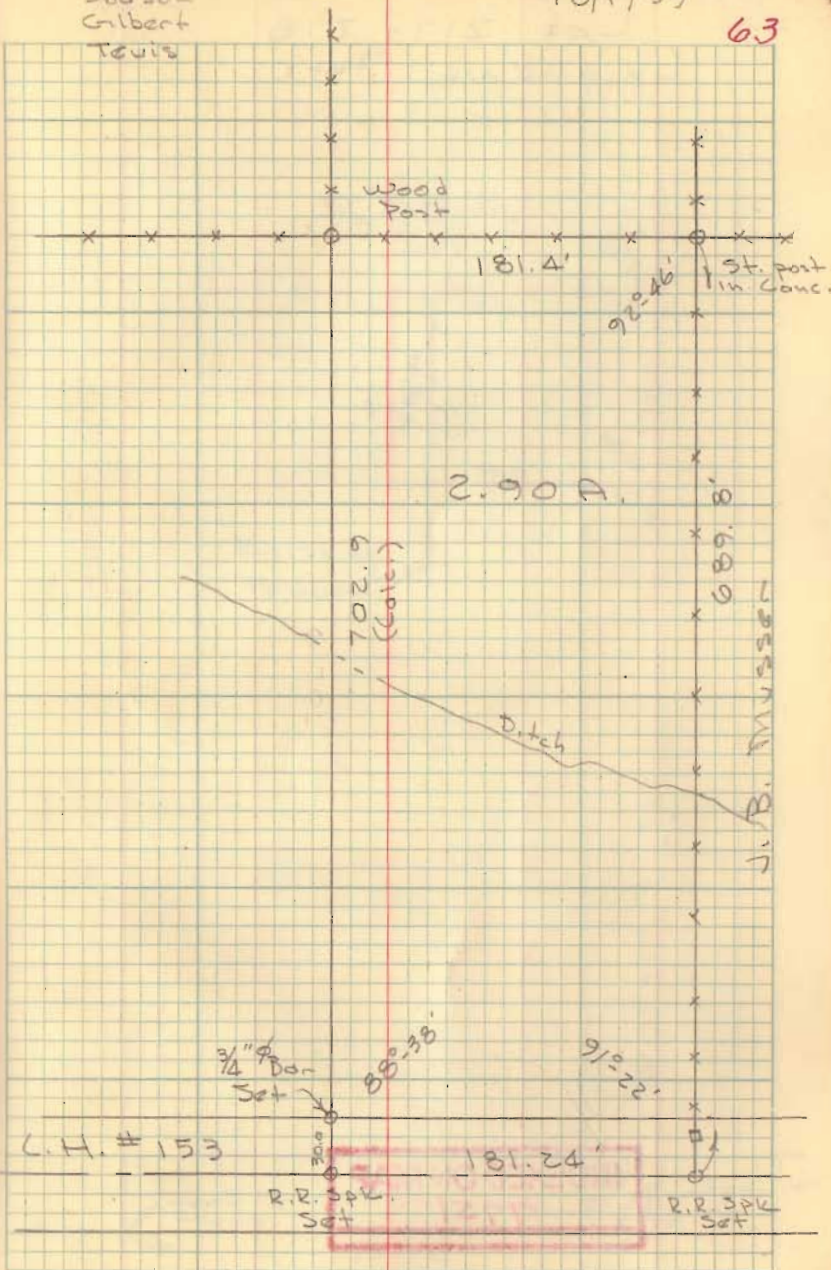 Gilbert
Tevis
63
Wood
Post
181.4'
92°-46'
St. post
in Conc.
2.90 A.
702.9
(Calc.)
689.8'
J. B. Musser
Ditch
3/4" ϕ Bar
Set
88°-38'
91°-22'
C.H. # 153
30.0
181.24'
R.R. Spk.
Set
R.R. Spk
Set